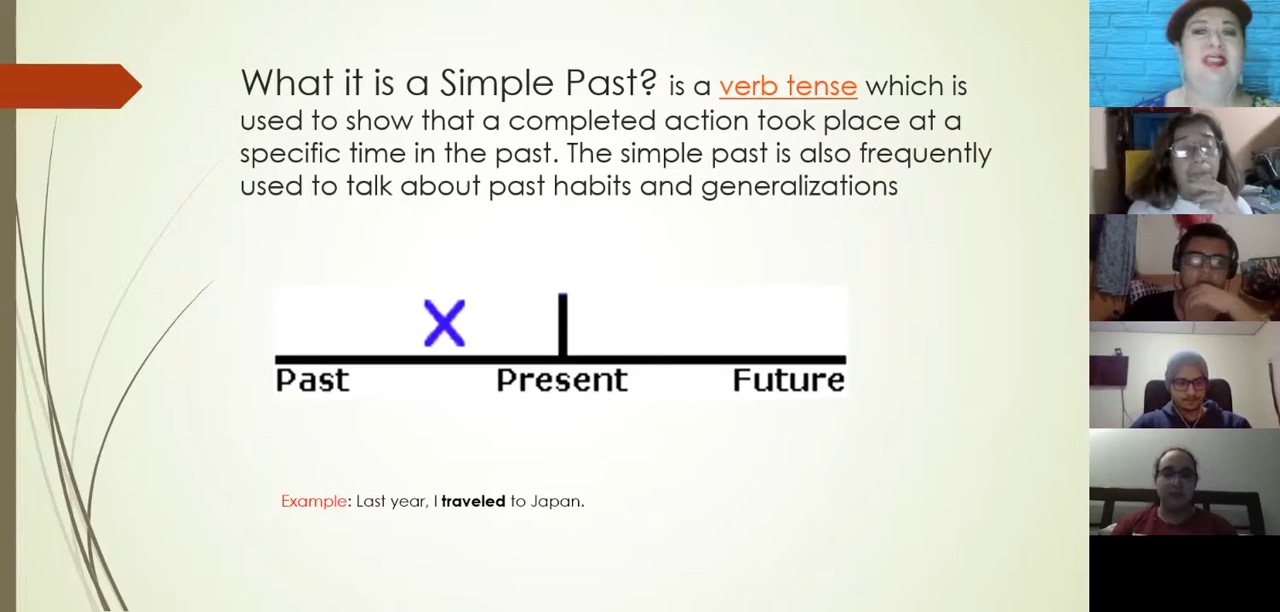 What it is a Simple Past? is a verb tense which is
used to show that a completed action took place at a
specific time in the past. The simple past is also frequently
used to talk about past habits and generalizations
Past Present Future
Example: Last year, I traveled to Japan.